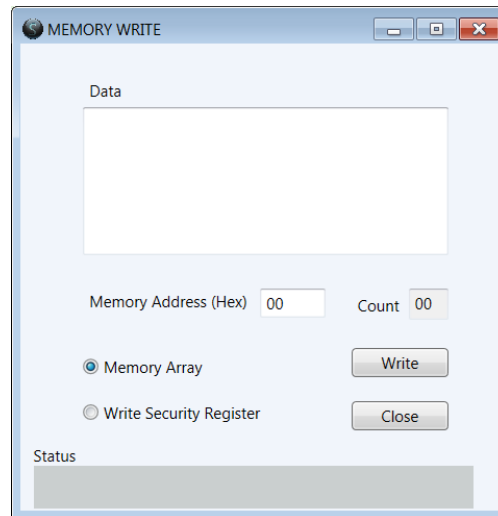 MEMORY WRITE
Data
Memory Address (Hex) 00 Count 00
Memory Array Write
Write Security Register Close
Status